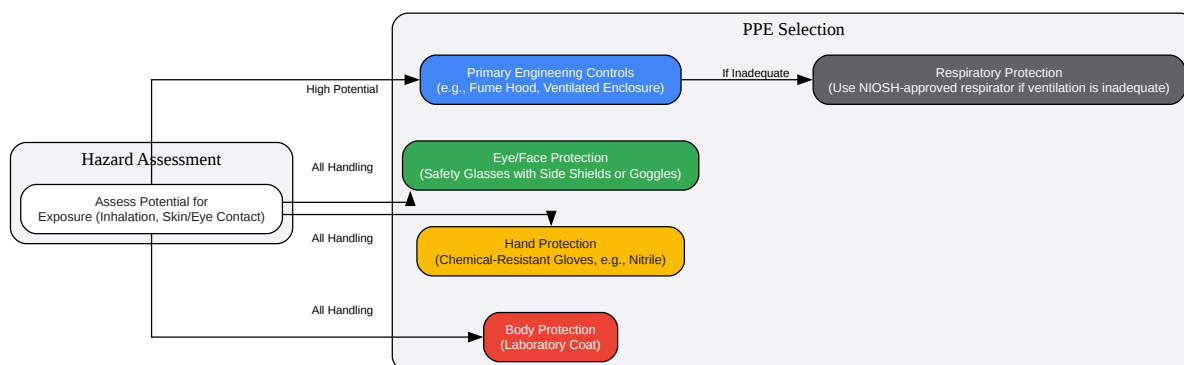 PPE Selection
Primary Engineering Controls
(e.g., Fume Hood, Ventilated Enclosure)
If Inadequate
Respiratory Protection
(Use NIOSH-approved respirator if ventilation is inadequate)
High Potential
Hazard Assessment
Assess Potential for
Exposure (Inhalation, Skin/Eye Contact)
All Handling
Eye/Face Protection
(Safety Glasses with Side Shields or Goggles)
All Handling
Hand Protection
(Chemical-Resistant Gloves, e.g., Nitrile)
All Handling
Body Protection
(Laboratory Coat)